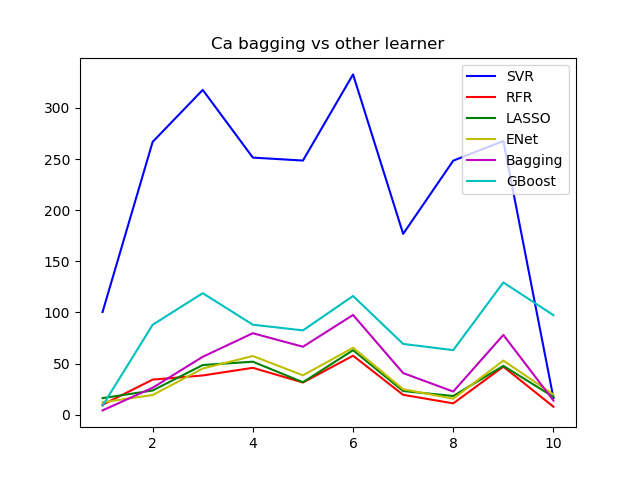 Ca bagging vs other learner
SVR
RFR
LASSO
ENet
Bagging
GBoost
300
250
200
150
100
50
0
2 4 6 8 10